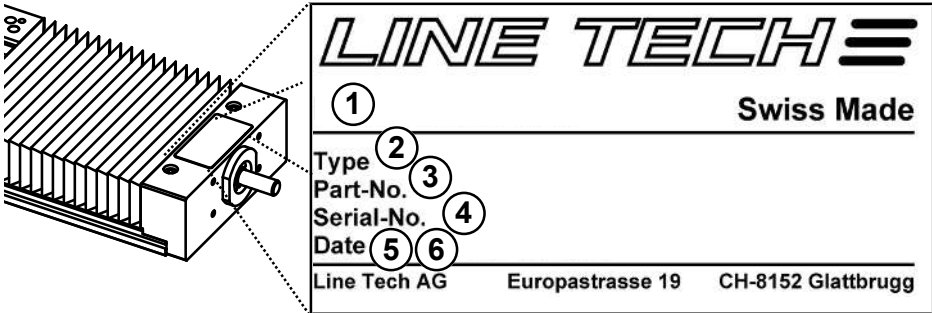 LINE TECH
① Swiss Made
Type ②
Part-No. ③
Serial-No. ④
Date ⑤ ⑥
Line Tech AG Europastrasse 19 CH-8152 Glattbrugg